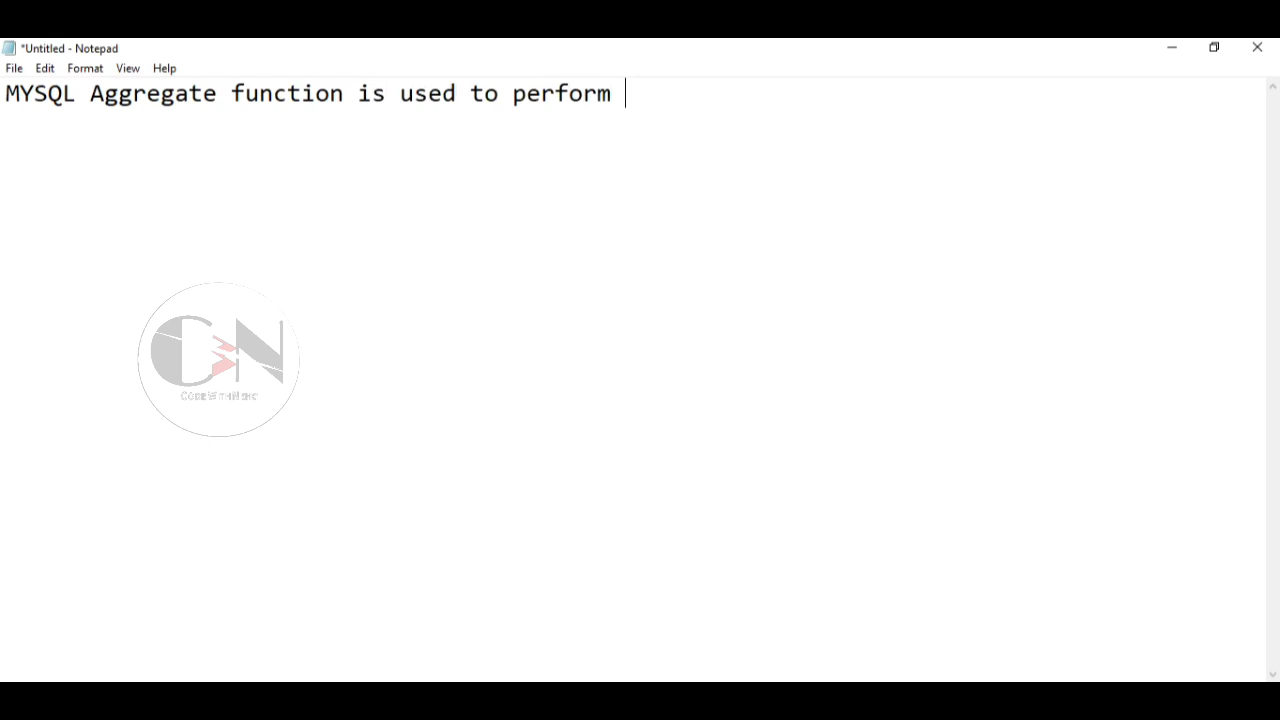 *Untitled - Notepad
File Edit Format View Help
MYSQL Aggregate function is used to perform